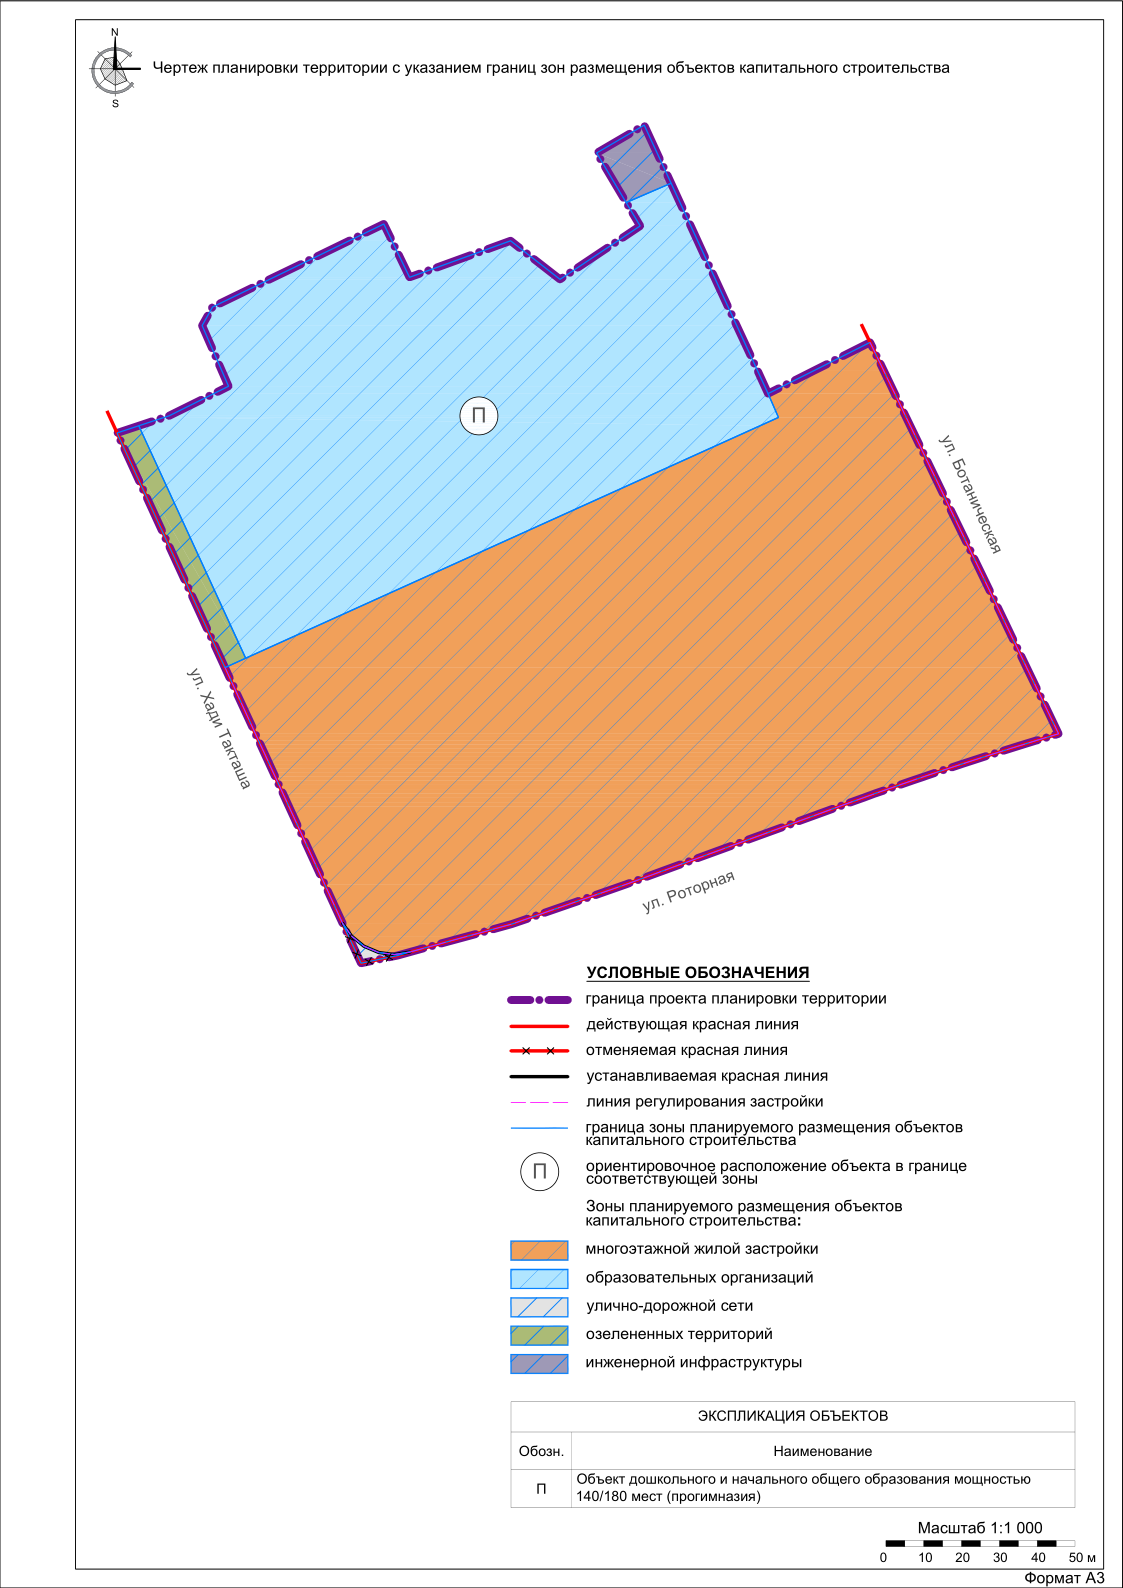 N
S
Чертеж планировки территории с указанием границ зон размещения объектов капитального строительства
П
ул. Ботаническая
ул. Хади Такташа
ул. Роторная
УСЛОВНЫЕ ОБОЗНАЧЕНИЯ
граница проекта планировки территории
действующая красная линия
отменяемая красная линия
устанавливаемая красная линия
линия регулирования застройки
граница зоны планируемого размещения объектов
капитального строительства
П
ориентировочное расположение объекта в границе
соответствующей зоны
Зоны планируемого размещения объектов
капитального строительства:
многоэтажной жилой застройки
образовательных организаций
улично-дорожной сети
озелененных территорий
инженерной инфраструктуры
ЭКСПЛИКАЦИЯ ОБЪЕКТОВ
Обозн. Наименование
П Объект дошкольного и начального общего образования мощностью
140/180 мест (прогимназия)
Масштаб 1:1 000
0 10 20 30 40 50 м
Формат А3